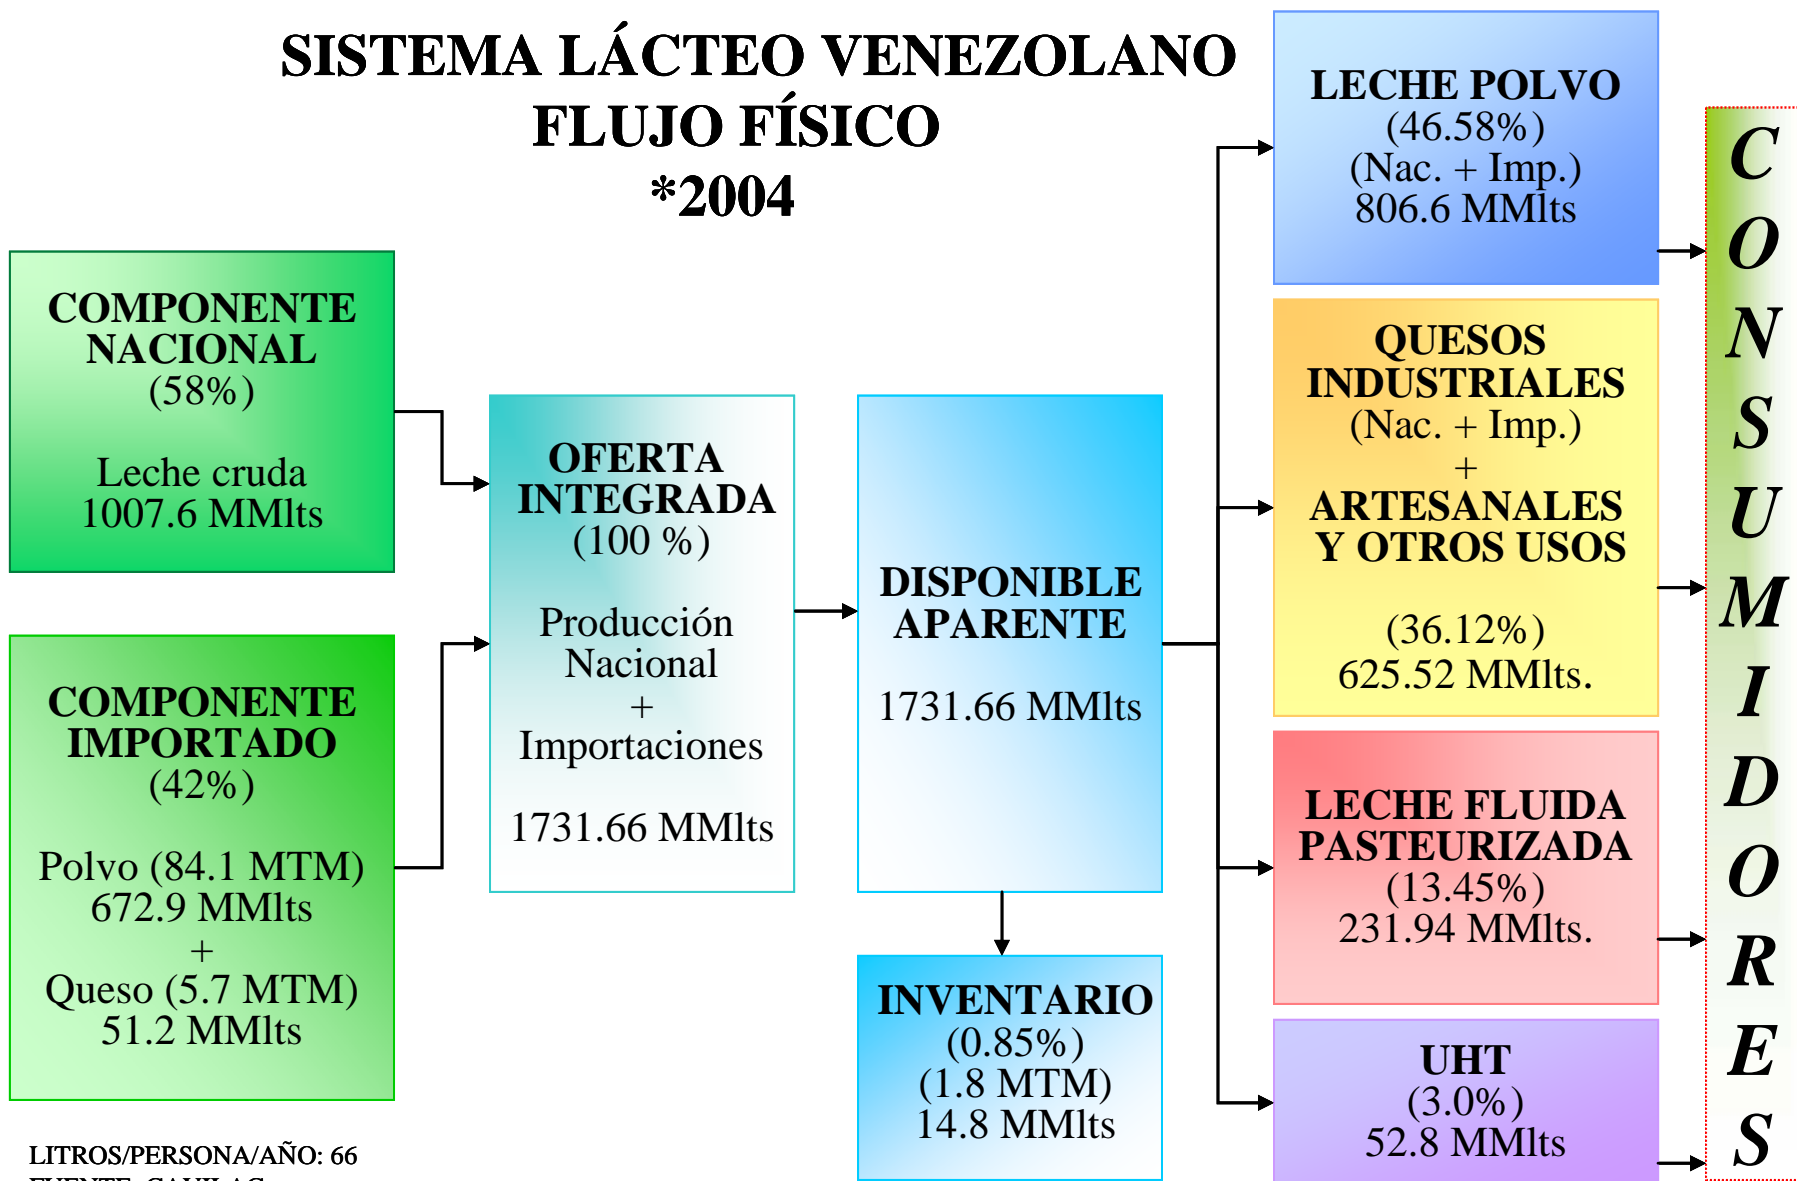 SISTEMA LÁCTEO VENEZOLANO
FLUJO FÍSICO
*2004
COMPONENTE
NACIONAL
(58%)
Leche cruda
1007.6 MMlts
COMPONENTE
IMPORTADO
(42%)
Polvo (84.1 MTM)
672.9 MMlts
+
Queso (5.7 MTM)
51.2 MMlts
OFERTA
INTEGRADA
(100 %)
Producción
Nacional
+
Importaciones
1731.66 MMlts
DISPONIBLE
APARENTE
1731.66 MMlts
INVENTARIO
(0.85%)
(1.8 MTM)
14.8 MMlts
LECHE POLVO
(46.58%)
(Nac. + Imp.)
806.6 MMlts
QUESOS
INDUSTRIALES
(Nac. + Imp.)
+
ARTESANALES
Y OTROS USOS
(36.12%)
625.52 MMlts.
LECHE FLUIDA
PASTEURIZADA
(13.45%)
231.94 MMlts.
UHT
(3.0%)
52.8 MMlts
CONSUMIDORES
LITROS/PERSONA/AÑO: 66
FUENTE: CAVILAC